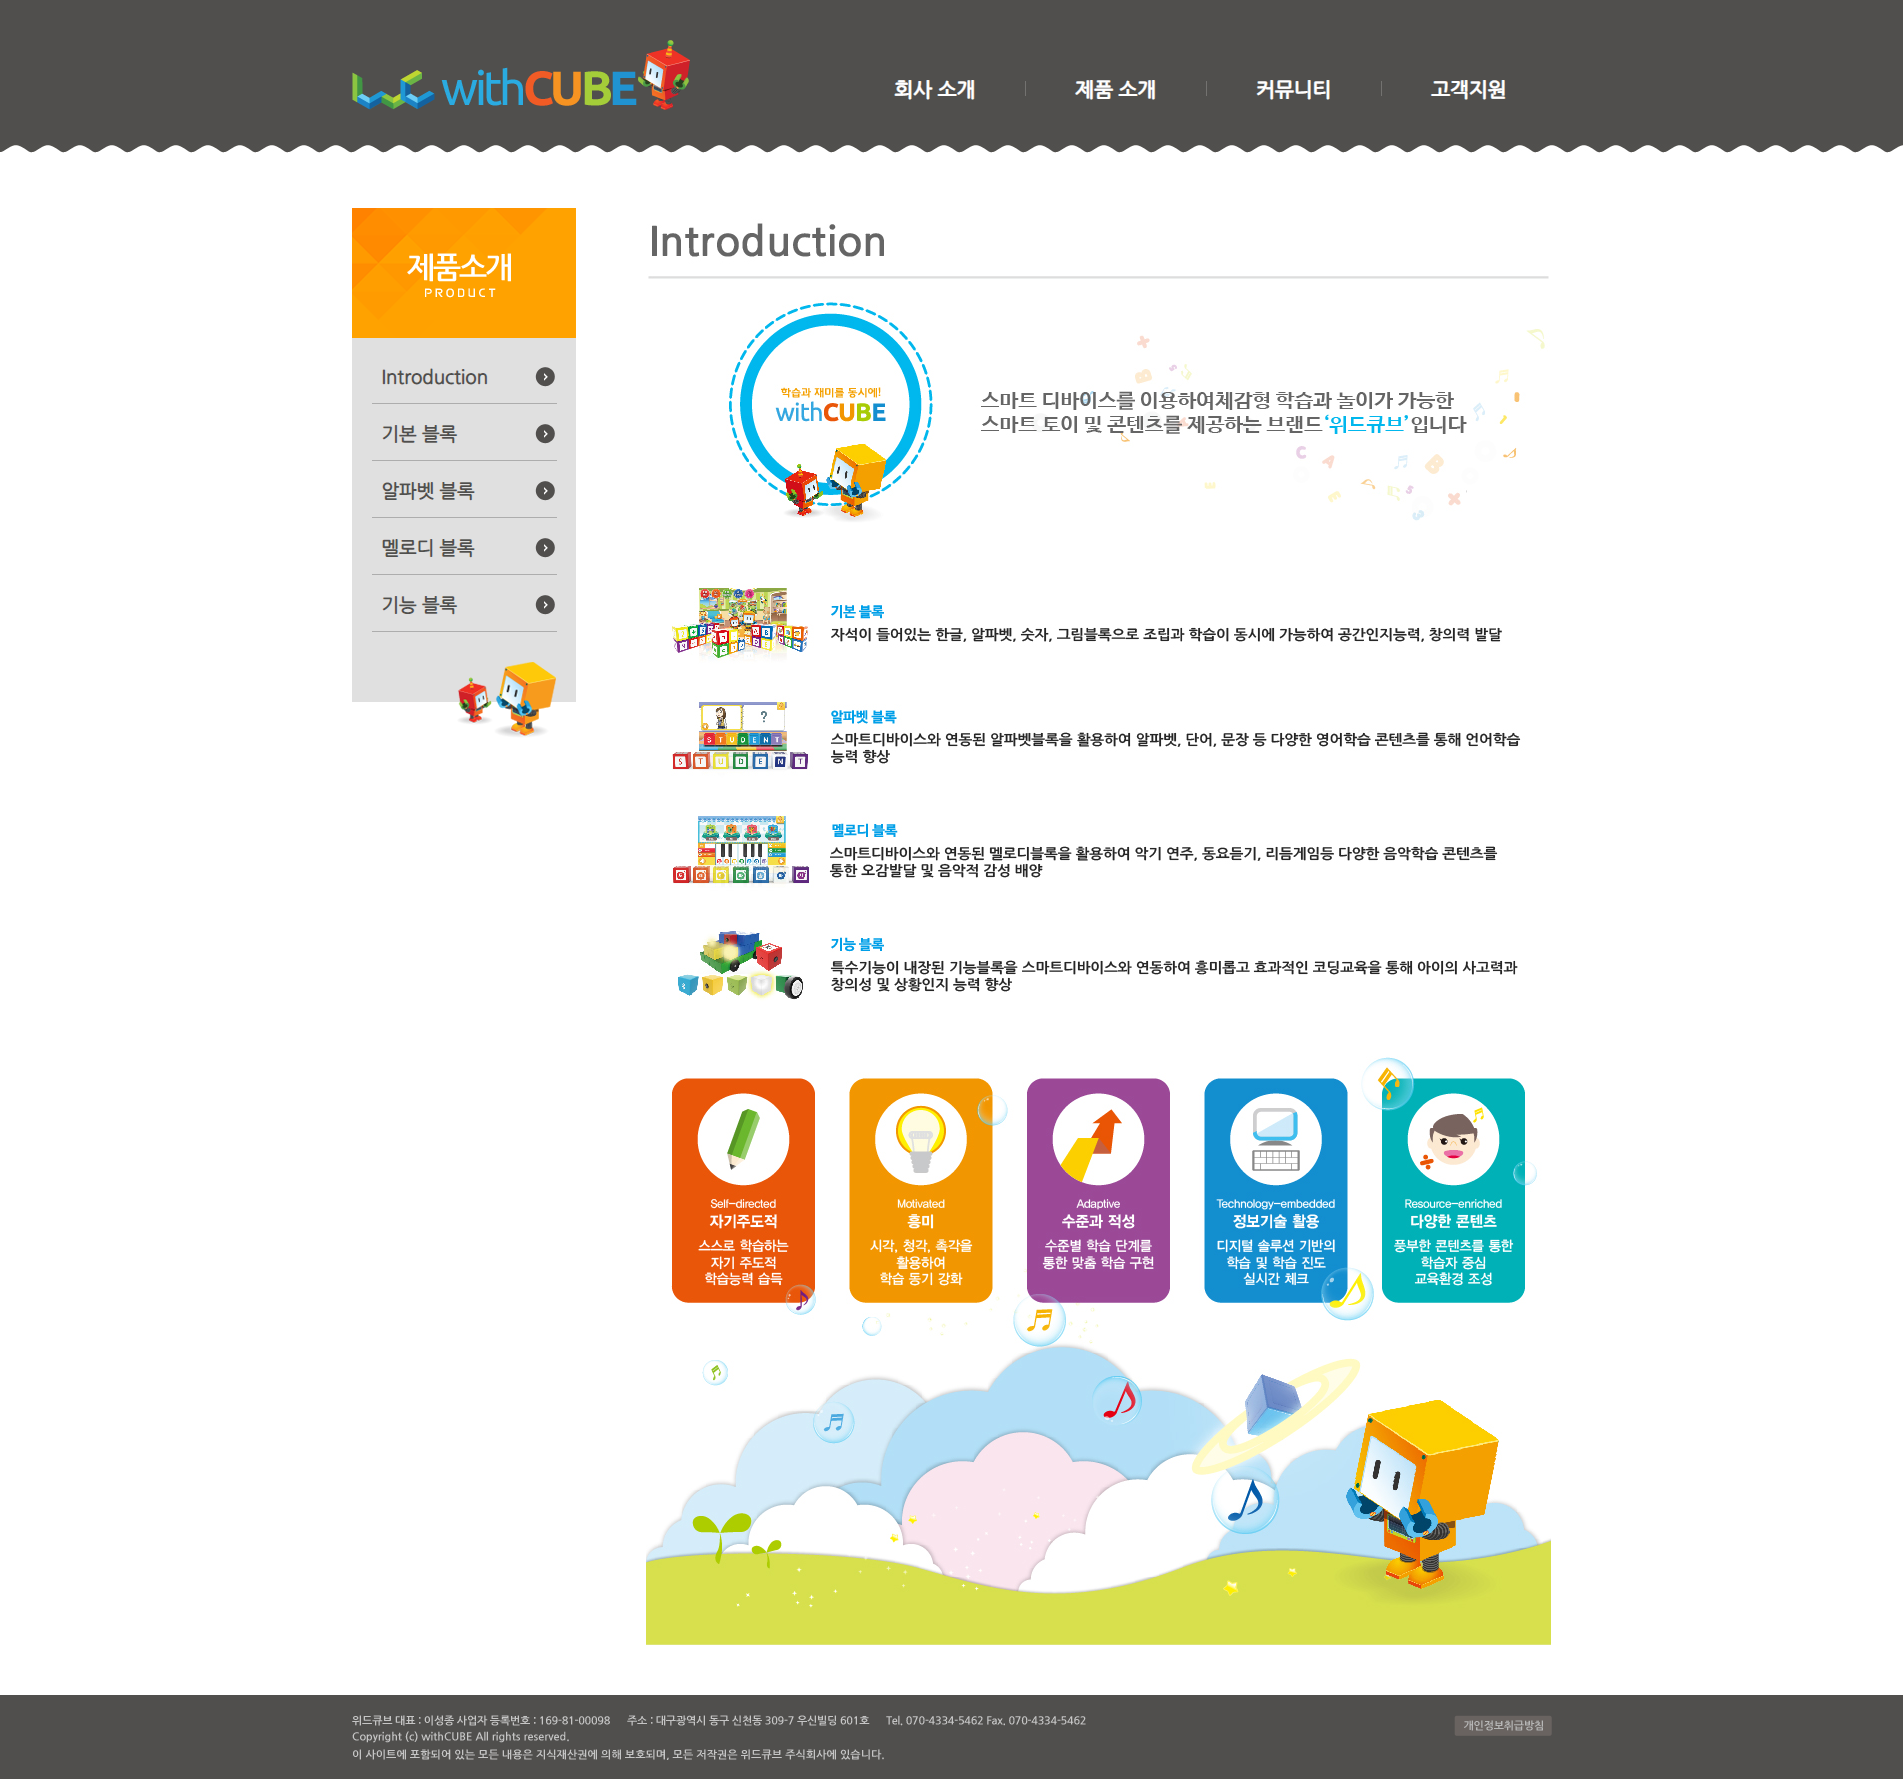 withCUBE
회사 소개
제품 소개
커뮤니티
고객지원
제품소개
PRODUCT
Introduction
기본 블록
알파벳 블록
멜로디 블록
기능 블록
Introduction
학습과 재미를 동시에!
withCUBE
스마트 디바이스를 이용하여체감형 학습과 놀이가 가능한
스마트 토이 및 콘텐츠를 제공하는 브랜드 ‘위드큐브’ 입니다
기본 블록
자석이 들어있는 한글, 알파벳, 숫자, 그림블록으로 조립과 학습이 동시에 가능하여 공간인지능력, 창의력 발달
?
STUDENT
STUDENT
알파벳 블록
스마트디바이스와 연동된 알파벳블록을 활용하여 알파벳, 단어, 문장 등 다양한 영어학습 콘텐츠를 통해 언어학습
능력 향상
멜로디 블록
스마트디바이스와 연동된 멜로디블록을 활용하여 악기 연주, 동요듣기, 리듬게임등 다양한 음악학습 콘텐츠를
통한 오감발달 및 음악적 감성 배양
기능 블록
특수기능이 내장된 기능블록을 스마트디바이스와 연동하여 흥미롭고 효과적인 코딩교육을 통해 아이의 사고력과
창의성 및 상황인지 능력 향상
Self-directed
자기주도적
스스로 학습하는
자기 주도적
학습능력 습득
Motivated
흥미
시각, 청각, 촉각을
활용하여
학습 동기 강화
Adaptive
수준과 적성
수준별 학습 단계를
통한 맞춤 학습 구현
Technology-embedded
정보기술 활용
디지털 솔루션 기반의
학습 및 학습 진도
실시간 체크
Resource-enriched
다양한 콘텐츠
풍부한 콘텐츠를 통한
학습자 중심
교육환경 조성
위드큐브 대표 : 이성종 사업자 등록번호 : 169-81-00098 주소 : 대구광역시 동구 신천동 309-7 우신빌딩 601호 Tel. 070-4334-5462 Fax. 070-4334-5462
Copyright (c) withCUBE All rights reserved.
이 사이트에 포함되어 있는 모든 내용은 지식재산권에 의해 보호되며, 모든 저작권은 위드큐브 주식회사에 있습니다.
개인정보취급방침